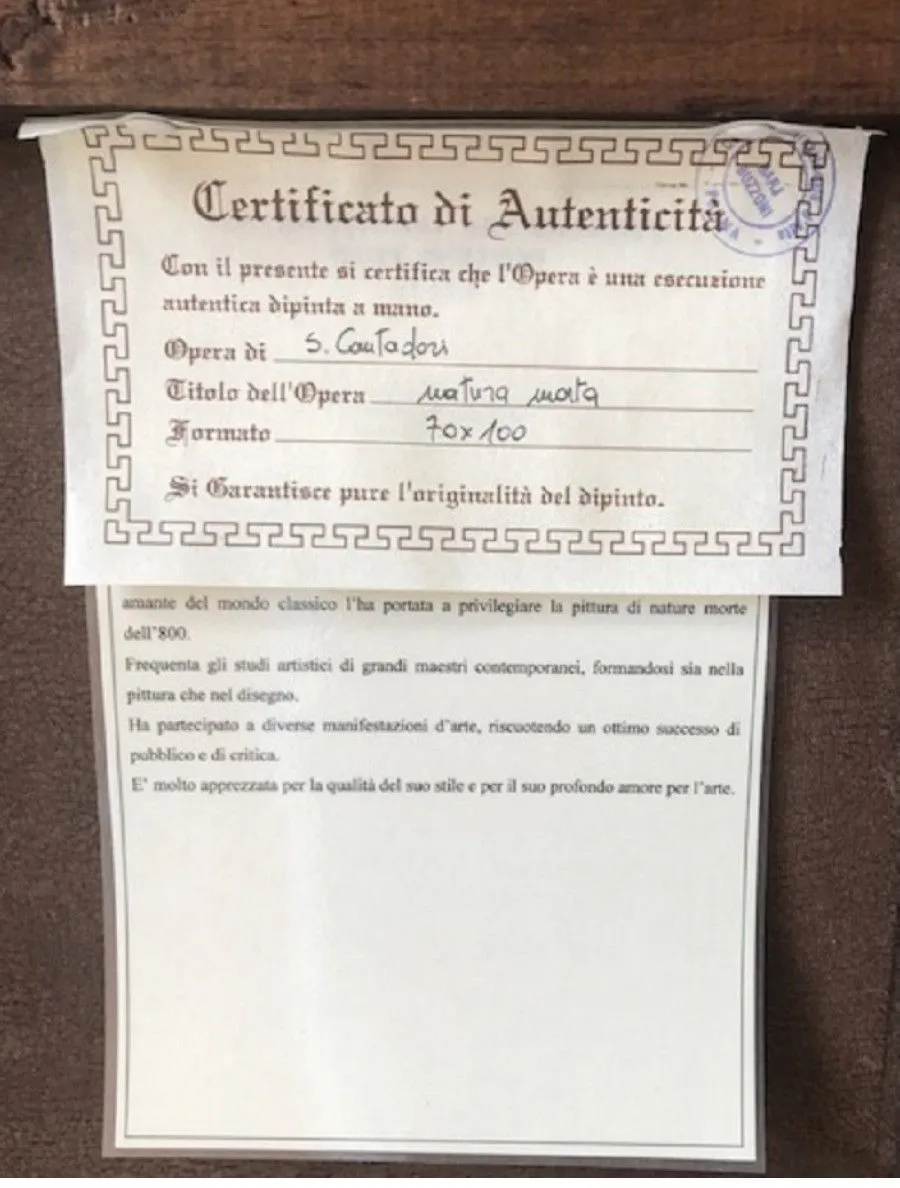 Certificato di Autenticità
Con il presente si certifica che l'Opera è una esecuzione
autentica dipinta a mano.
Opera di S. Contadori
Titolo dell'Opera natura morta
Formato 70x100
Si Garantisce pure l'originalità del dipinto.
amante del mondo classico l'ha portata a privilegiare la pittura di nature morte
dell'800.
Frequenta gli studi artistici di grandi maestri contemporanei, formandosi sia nella
pittura che nel disegno.
Ha partecipato a diverse manifestazioni d'arte, riscuotendo un ottimo successo di
pubblico e di critica.
E' molto apprezzata per la qualità del suo stile e per il suo profondo amore per l'arte.